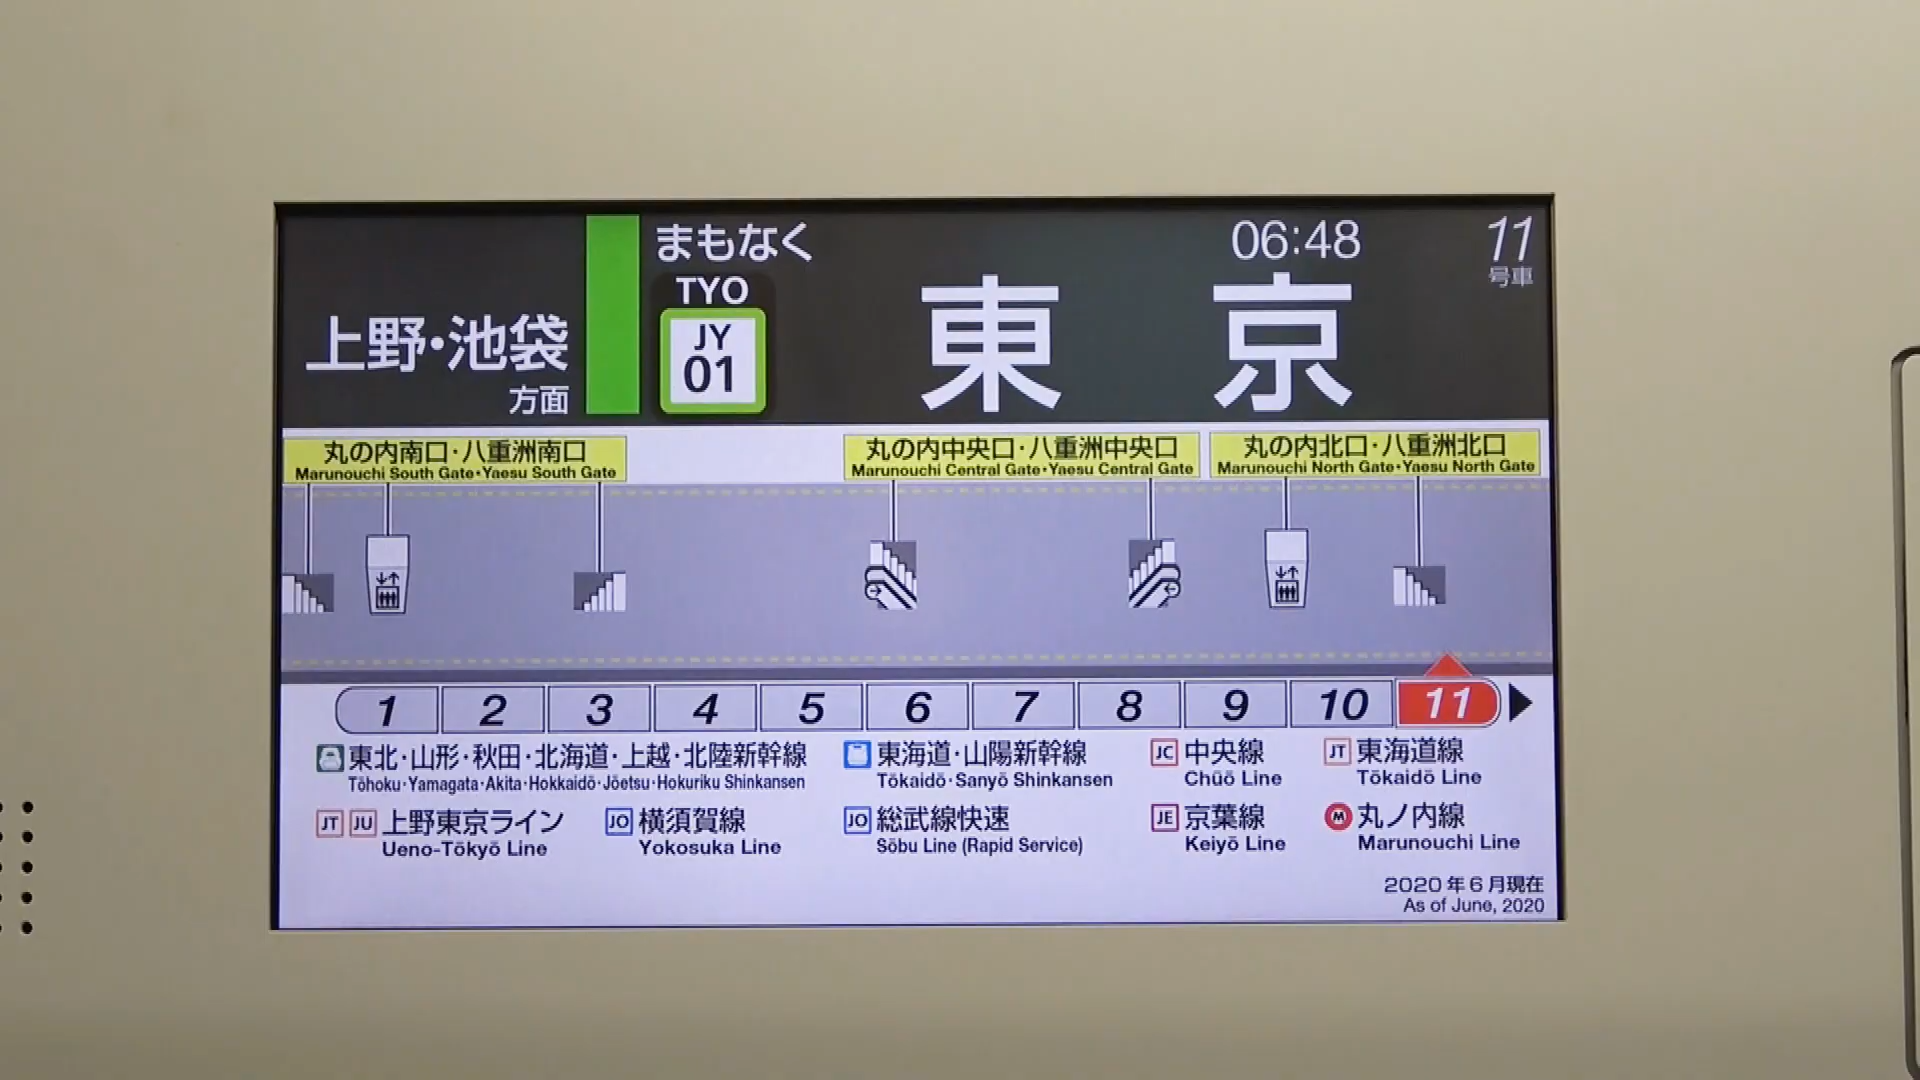 上野・池袋
方面
まもなく
TYO
JY
01
東京
06:48
11
号車
丸の内南口・八重洲南口
Marunouchi South Gate・Yaesu South Gate
丸の内中央口・八重洲中央口
Marunouchi Central Gate・Yaesu Central Gate
丸の内北口・八重洲北口
Marunouchi North Gate・Yaesu North Gate
1 2 3 4 5 6 7 8 9 10 11
東北・山形・秋田・北海道・上越・北陸新幹線
Tōhoku・Yamagata・Akita・Hokkaidō・Jōetsu・Hokuriku Shinkansen
東海道・山陽新幹線
Tōkaidō・Sanyō Shinkansen
JC 中央線
Chūō Line
JT 東海道線
Tōkaidō Line
JT JU 上野東京ライン
Ueno-Tōkyō Line
JO 横須賀線
Yokosuka Line
JO 総武線快速
Sōbu Line (Rapid Service)
JE 京葉線
Keiyō Line
M 丸ノ内線
Marunouchi Line
2020年6月現在
As of June, 2020